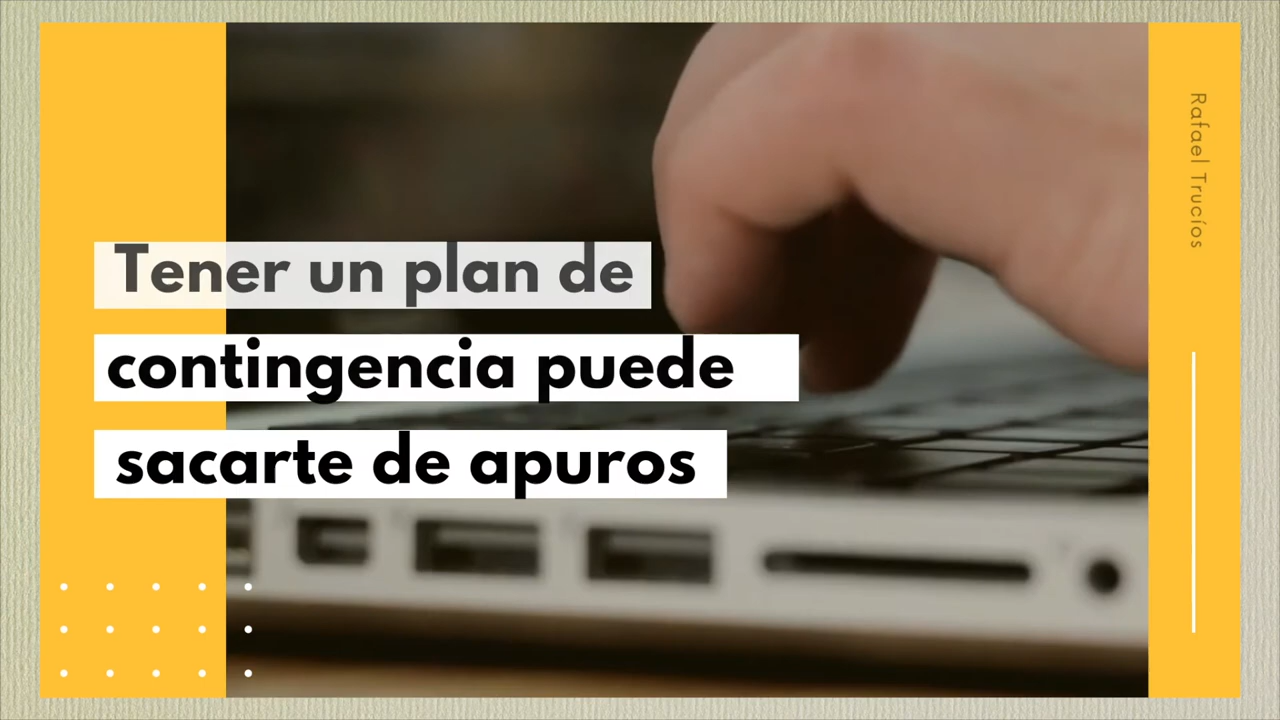 Tener un plan de
contingencia puede
sacarte de apuros
Rafael Trucíos